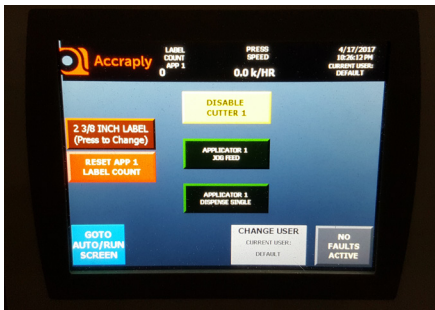 Accraply
LABEL
COUNT
APP 1
0
PRESS
SPEED
0.0 k/HR
4/17/2017
10:26:12 PM
CURRENT USER:
DEFAULT
DISABLE
CUTTER 1
2 3/8 INCH LABEL
(Press to Change)
APPLICATOR 1
JOG FEED
RESET APP 1
LABEL COUNT
APPLICATOR 1
DISPENSE SINGLE
GOTO
AUTO/RUN
SCREEN
CHANGE USER
CURRENT USER:
DEFAULT
NO
FAULTS
ACTIVE